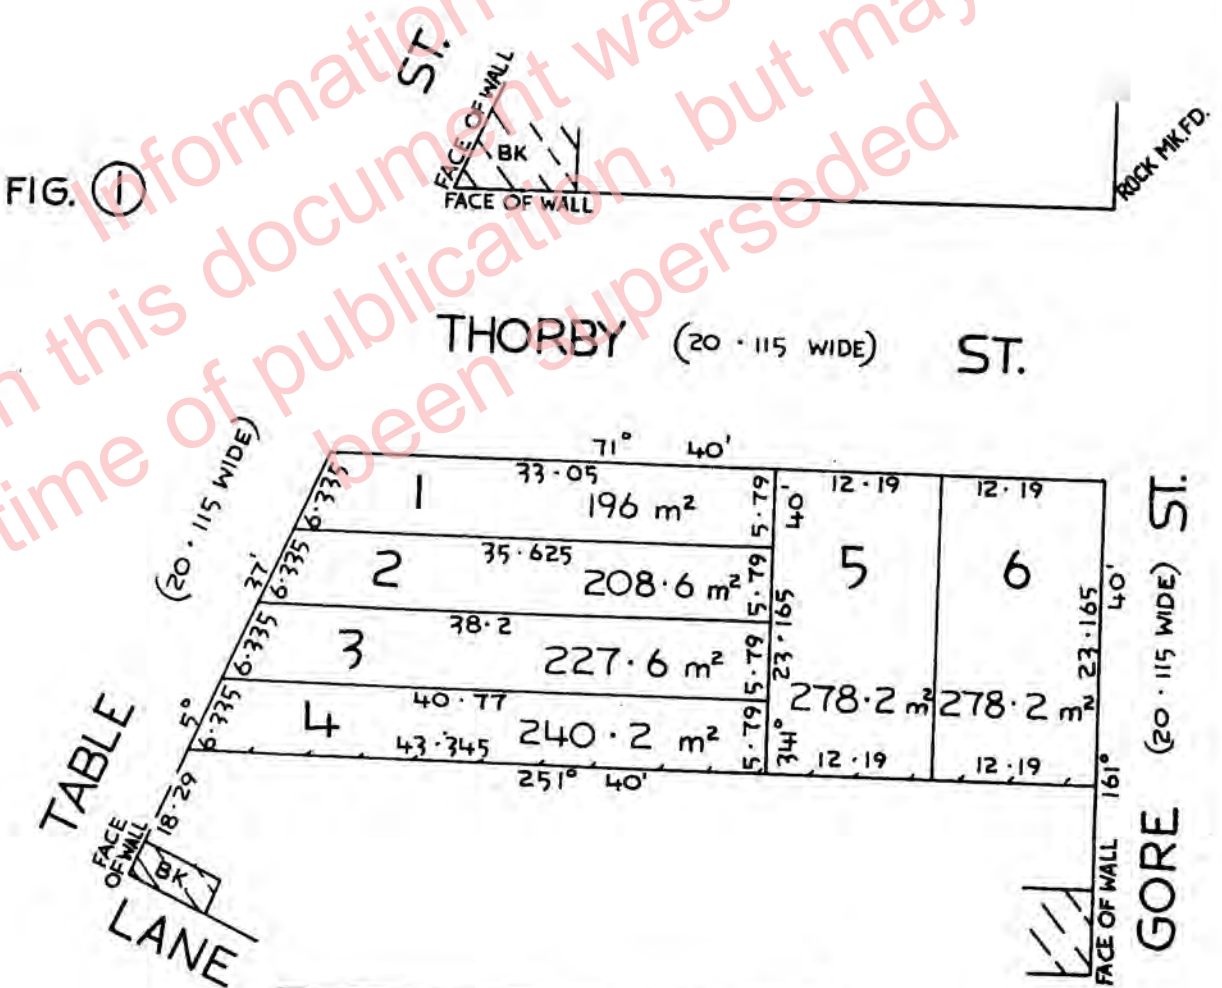 Information
n this document was
time of publication, but may
been superseded
FIG. 1
ST.
FACE OF WALL
BK
FACE OF WALL
ROCK MK.FD.
THORBY (20·115 WIDE) ST.
(20·115 WIDE)
71° 40'
33·05
1
196 m²
6·335
5·79
35·625
2
208·6 m²
6·335
5·79
37'
38·2
3
227·6 m²
6·335
5·79
40·77
4
240·2 m²
6·335
5·79
5°
43·345
251° 40'
12·19
40'
5
23·165
278·2 m²
341°
12·19
12·19
6
23·165
278·2 m²
12·19
40'
161°
ST.
(20·115 WIDE)
GORE
FACE OF WALL
TABLE
18·29
FACE
OF WALL
BK
LANE